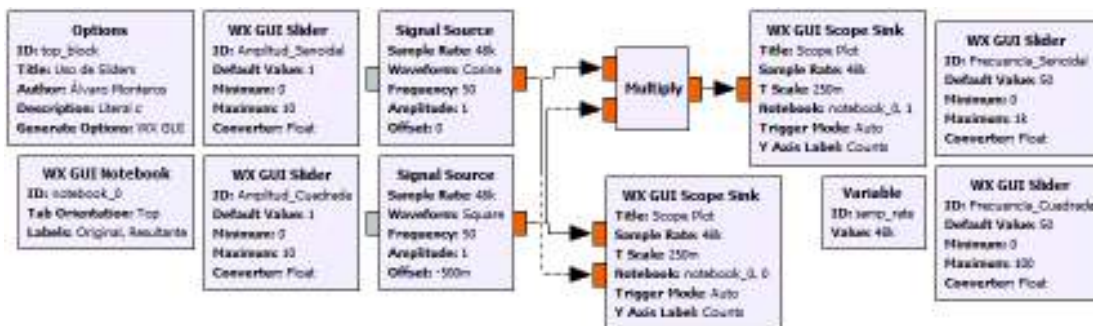 Options
ID: top_block
Title: Uso de Sliders
Author: Álvaro Monteros
Description: Literal c
Generate Options: WX GUI
WX GUI Slider
ID: Amplitud_Senoidal
Default Value: 1
Minimum: 0
Maximum: 10
Converter: Float
Signal Source
Sample Rate: 48k
Waveform: Cosine
Frequency: 50
Amplitude: 1
Offset: 0
Multiply
WX GUI Scope Sink
Title: Scope Plot
Sample Rate: 48k
T Scale: 250m
Notebook: notebook_0, 1
Trigger Mode: Auto
Y Axis Label: Counts
WX GUI Slider
ID: Frecuencia_Senoidal
Default Value: 50
Minimum: 0
Maximum: 1k
Converter: Float
WX GUI Notebook
ID: notebook_0
Tab Orientation: Top
Labels: Original, Resultante
WX GUI Slider
ID: Amplitud_Cuadrada
Default Value: 1
Minimum: 0
Maximum: 10
Converter: Float
Signal Source
Sample Rate: 48k
Waveform: Square
Frequency: 50
Amplitude: 1
Offset: -500m
WX GUI Scope Sink
Title: Scope Plot
Sample Rate: 48k
T Scale: 250m
Notebook: notebook_0, 0
Trigger Mode: Auto
Y Axis Label: Counts
Variable
ID: samp_rate
Value: 48k
WX GUI Slider
ID: Frecuencia_Cuadrada
Default Value: 50
Minimum: 0
Maximum: 100
Converter: Float